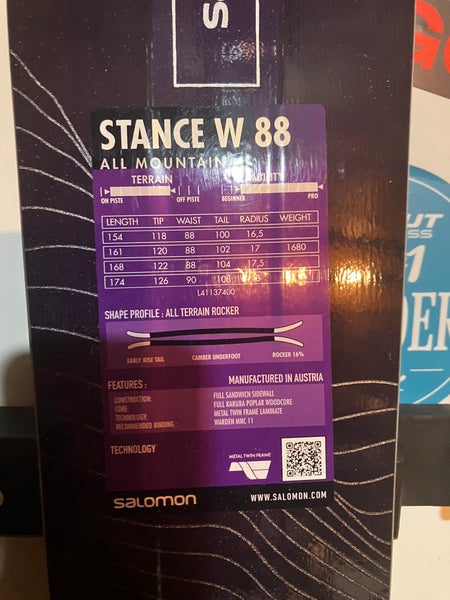 S
STANCE W 88
ALL MOUNTAIN
TERRAIN
ON PISTE OFF PISTE BEGINNER PRO
LENGTH TIP WAIST TAIL RADIUS WEIGHT
154 118 88 100 16,5
161 120 88 102 17 1680
168 122 88 104 17,5
174 126 90 108
L41137400
SHAPE PROFILE : ALL TERRAIN ROCKER
EARLY RISE TAIL CAMBER UNDERFOOT ROCKER 16%
FEATURES : MANUFACTURED IN AUSTRIA
CONSTRUCTION: FULL SANDWICH SIDEWALL
CORE: FULL KARUBA POPLAR WOODCORE
TECHNOLOGY: METAL TWIN FRAME LAMINATE
RECOMMENDED BINDING : WARDEN MNC 11
TECHNOLOGY
METAL TWIN FRAME
SALOMON WWW.SALOMON.COM